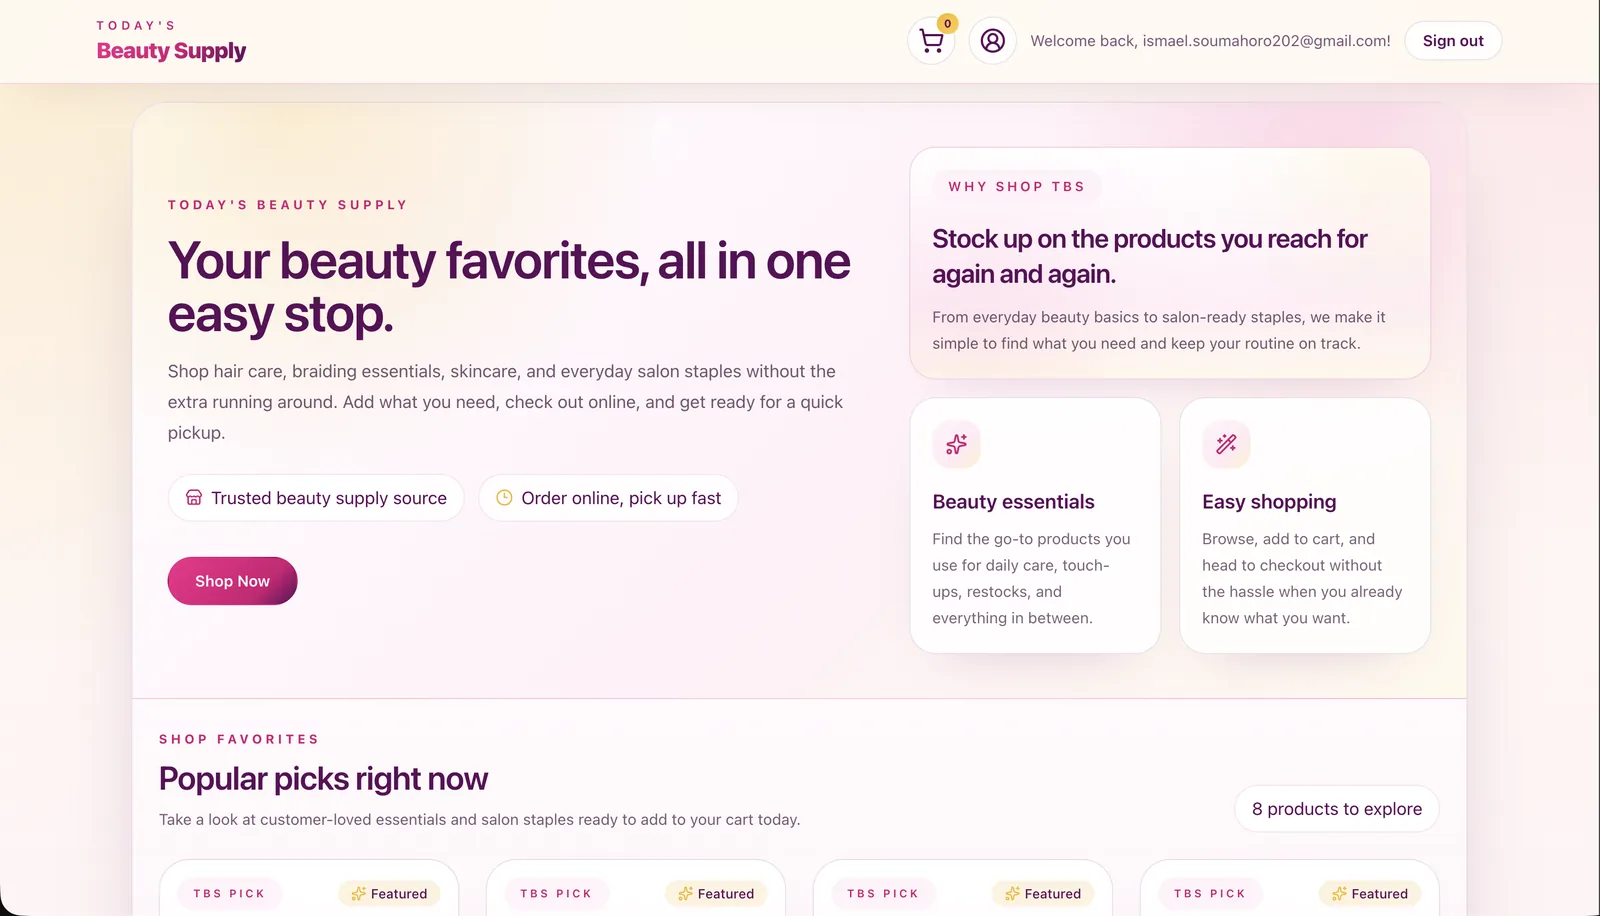 TODAY'S
Beauty Supply
0
Welcome back, ismael.soumahoro202@gmail.com!
Sign out
TODAY'S BEAUTY SUPPLY
Your beauty favorites, all in one
easy stop.
Shop hair care, braiding essentials, skincare, and everyday salon staples without the
extra running around. Add what you need, check out online, and get ready for a quick
pickup.
Trusted beauty supply source
Order online, pick up fast
Shop Now
WHY SHOP TBS
Stock up on the products you reach for
again and again.
From everyday beauty basics to salon-ready staples, we make it
simple to find what you need and keep your routine on track.
Beauty essentials
Find the go-to products you
use for daily care, touch-
ups, restocks, and
everything in between.
Easy shopping
Browse, add to cart, and
head to checkout without
the hassle when you already
know what you want.
SHOP FAVORITES
Popular picks right now
Take a look at customer-loved essentials and salon staples ready to add to your cart today.
8 products to explore
TBS PICK
Featured
TBS PICK
Featured
TBS PICK
Featured
TBS PICK
Featured